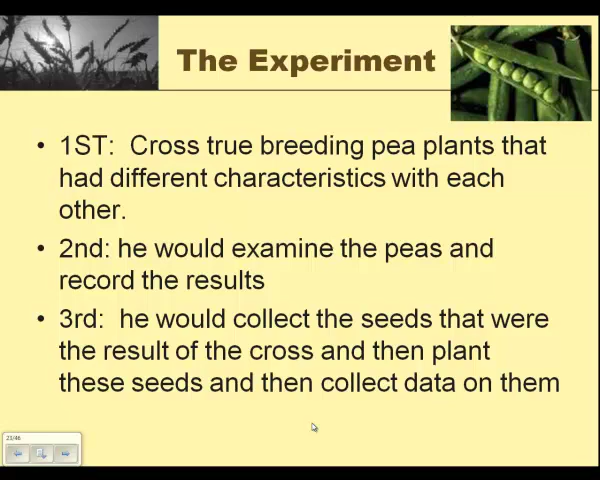 The Experiment
• 1ST:  Cross true breeding pea plants that
had different characteristics with each
other.
• 2nd: he would examine the peas and
record the results
• 3rd:  he would collect the seeds that were
the result of the cross and then plant
these seeds and then collect data on them
23/46